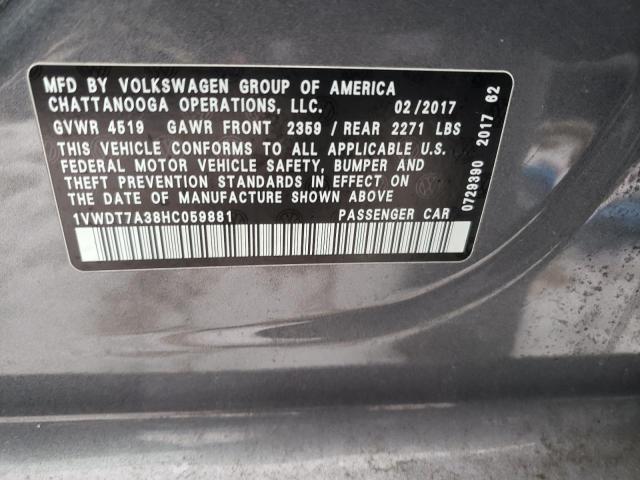 MFD BY VOLKSWAGEN GROUP OF AMERICA
CHATTANOOGA OPERATIONS, LLC. 02/2017
GVWR 4519 GAWR FRONT 2359 / REAR 2271 LBS
THIS VEHICLE CONFORMS TO ALL APPLICABLE U.S.
FEDERAL MOTOR VEHICLE SAFETY, BUMPER AND
THEFT PREVENTION STANDARDS IN EFFECT ON
THE DATE OF MANUFACTURE SHOWN ABOVE
1VWDT7A38HC059881 PASSENGER CAR
0729390 2017 62